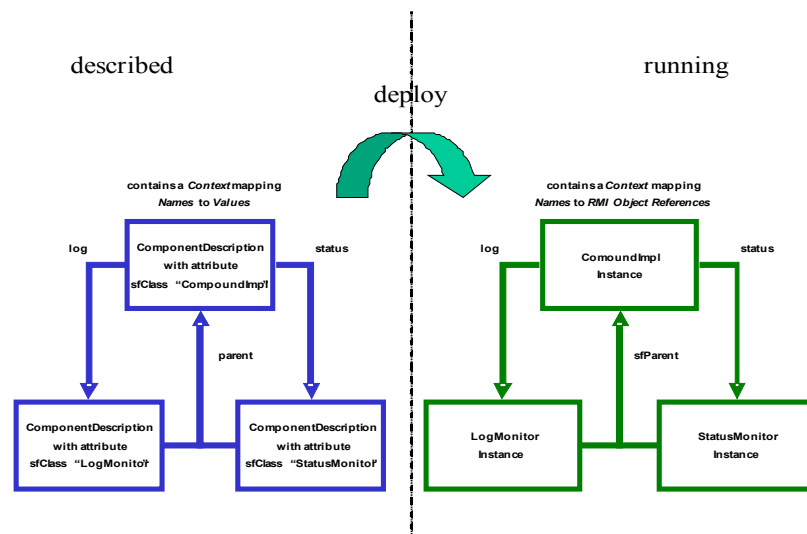 described
running
deploy
contains a Context mapping
Names to Values
contains a Context mapping
Names to RMI Object References
log
ComponentDescription
with attribute
sfClass "CompoundImpl"
status
log
ComoundImpl
Instance
status
parent
sfParent
ComponentDescription
with attribute
sfClass "LogMonitor"
ComponentDescription
with attribute
sfClass "StatusMonitor"
LogMonitor
Instance
StatusMonitor
Instance